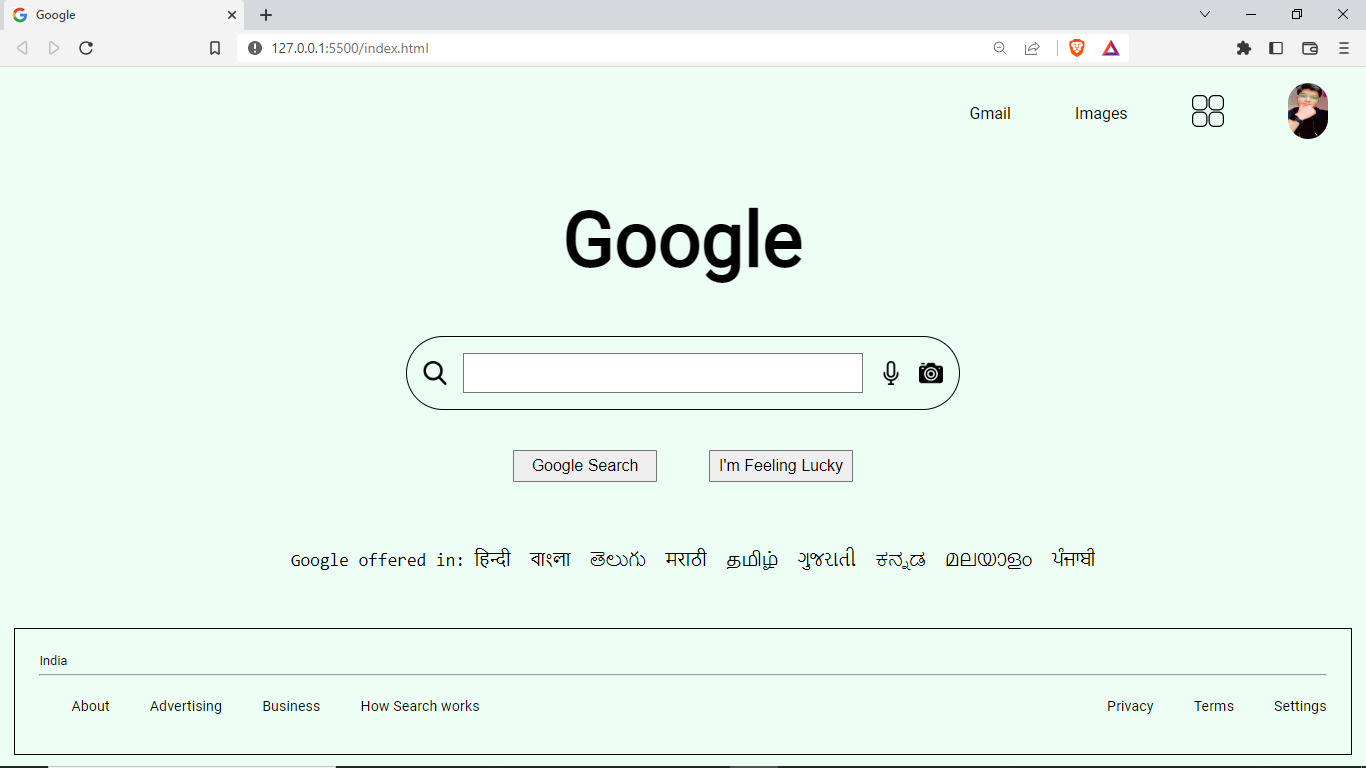 Google
127.0.0.1:5500/index.html
Gmail Images
Google
Google Search I'm Feeling Lucky
Google offered in: हिन्दी বাংলা తెలుగు मराठी தமிழ் ગુજરાતી ಕನ್ನಡ മലയാളം ਪੰਜਾਬੀ
India
About Advertising Business How Search works Privacy Terms Settings